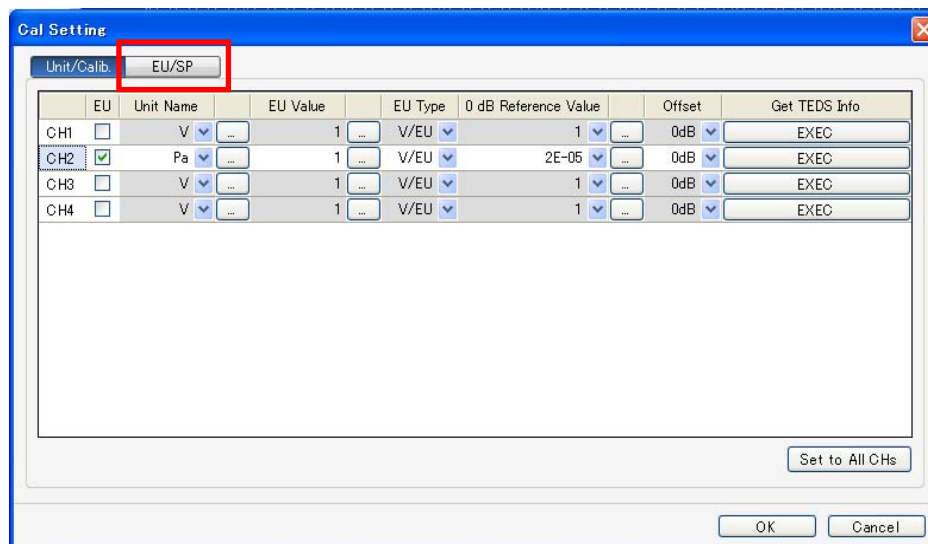 Cal Setting
Unit/Calib. EU/SP
EU Unit Name EU Value EU Type 0 dB Reference Value Offset Get TEDS Info
CH1 V ... 1 ... V/EU 1 ... 0dB EXEC
CH2 Pa ... 1 ... V/EU 2E-05 ... 0dB EXEC
CH3 V ... 1 ... V/EU 1 ... 0dB EXEC
CH4 V ... 1 ... V/EU 1 ... 0dB EXEC
Set to All CHs
OK Cancel